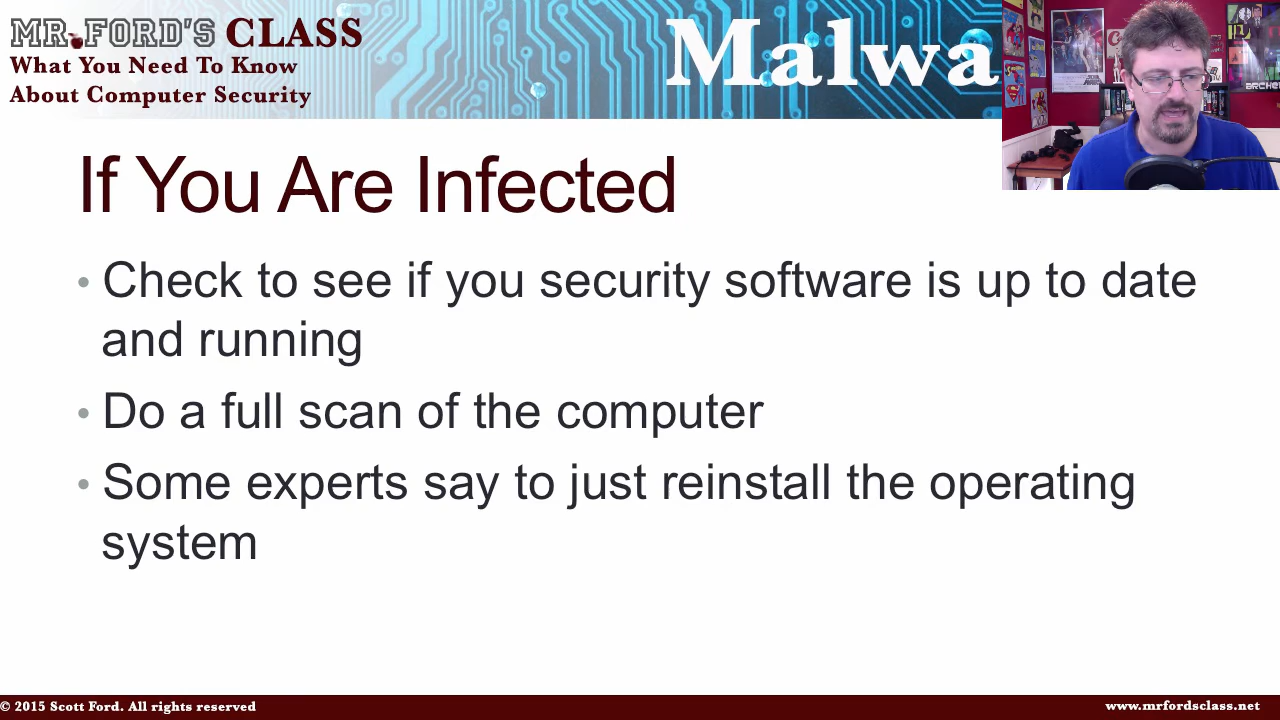 MR.FORD'S CLASS
What You Need To Know
About Computer Security
Malwa
If You Are Infected
• Check to see if you security software is up to date
and running
• Do a full scan of the computer
• Some experts say to just reinstall the operating
system
© 2015 Scott Ford. All rights reserved
www.mrfordsclass.net